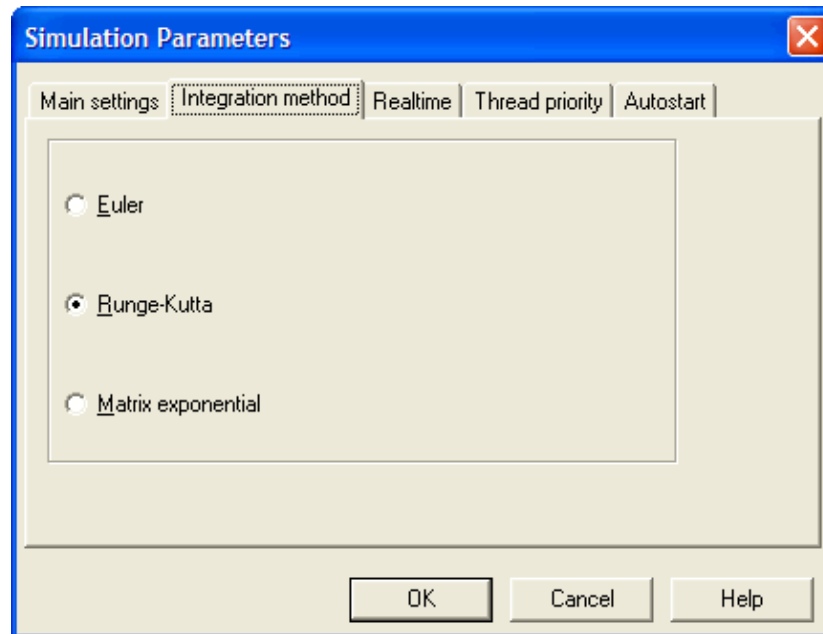 Simulation Parameters
Main settings Integration method Realtime Thread priority Autostart
Euler
Runge-Kutta
Matrix exponential
OK Cancel Help